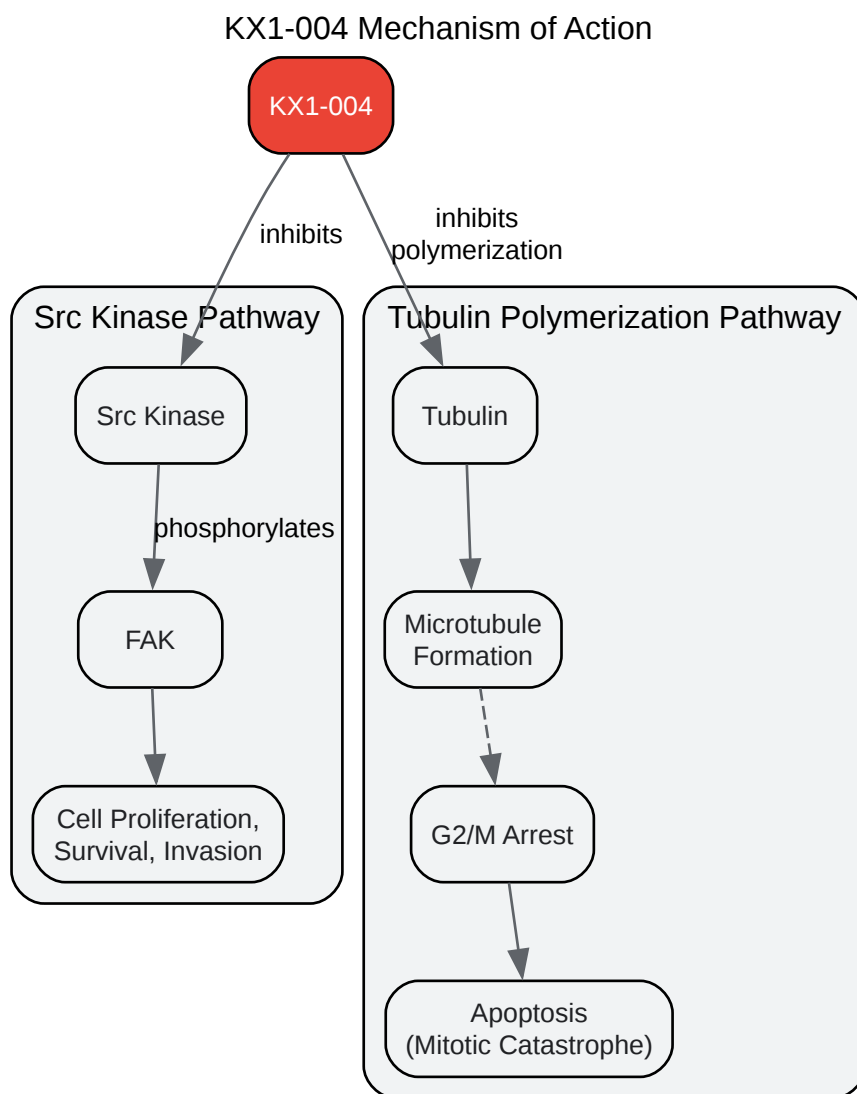 KX1-004 Mechanism of Action
KX1-004
inhibits
inhibits
polymerization
Src Kinase Pathway
Src Kinase
phosphorylates
FAK
Cell Proliferation,
Survival, Invasion
Tubulin Polymerization Pathway
Tubulin
Microtubule
Formation
G2/M Arrest
Apoptosis
(Mitotic Catastrophe)